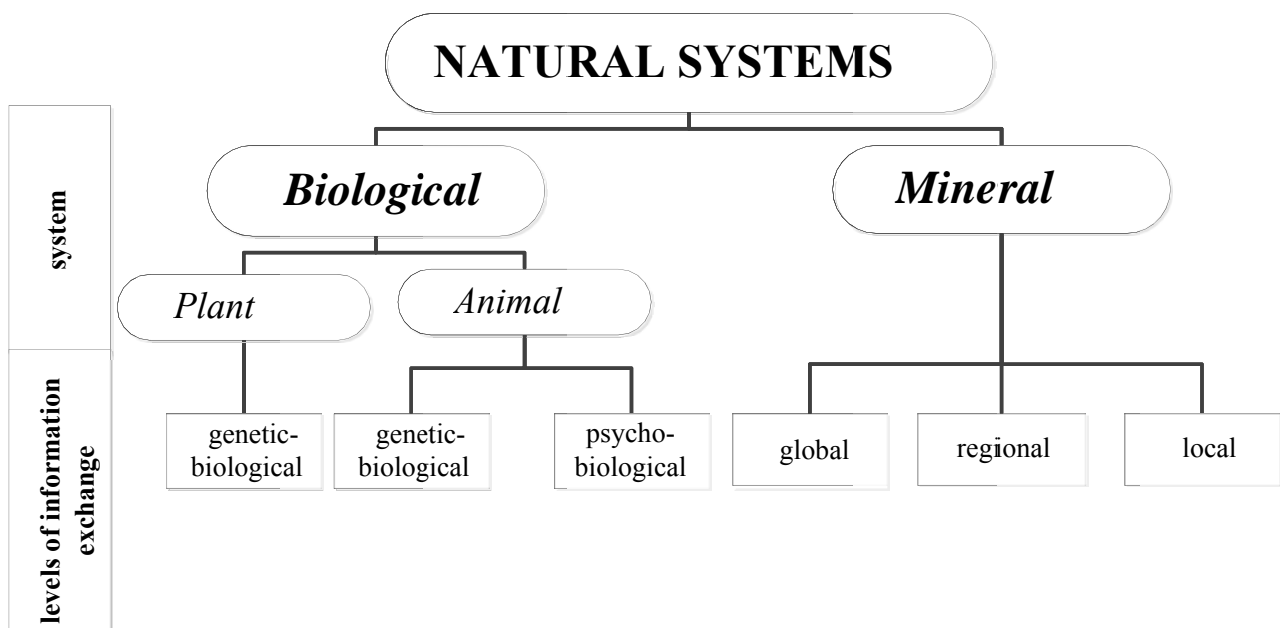 NATURAL SYSTEMS
system
Biological
Mineral
Plant
Animal
levels of information
exchange
genetic-
biological
genetic-
biological
psycho-
biological
global
regional
local